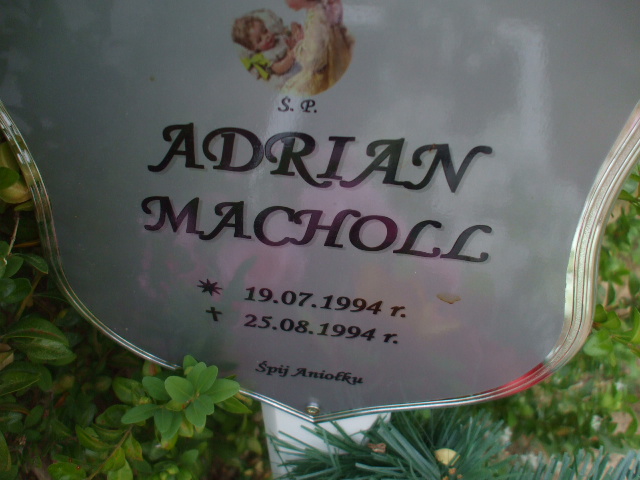 Ś. P.
ADRIAN
MACHOLL
* 19.07.1994 r.
✝ 25.08.1994 r.
Śpij Aniołku